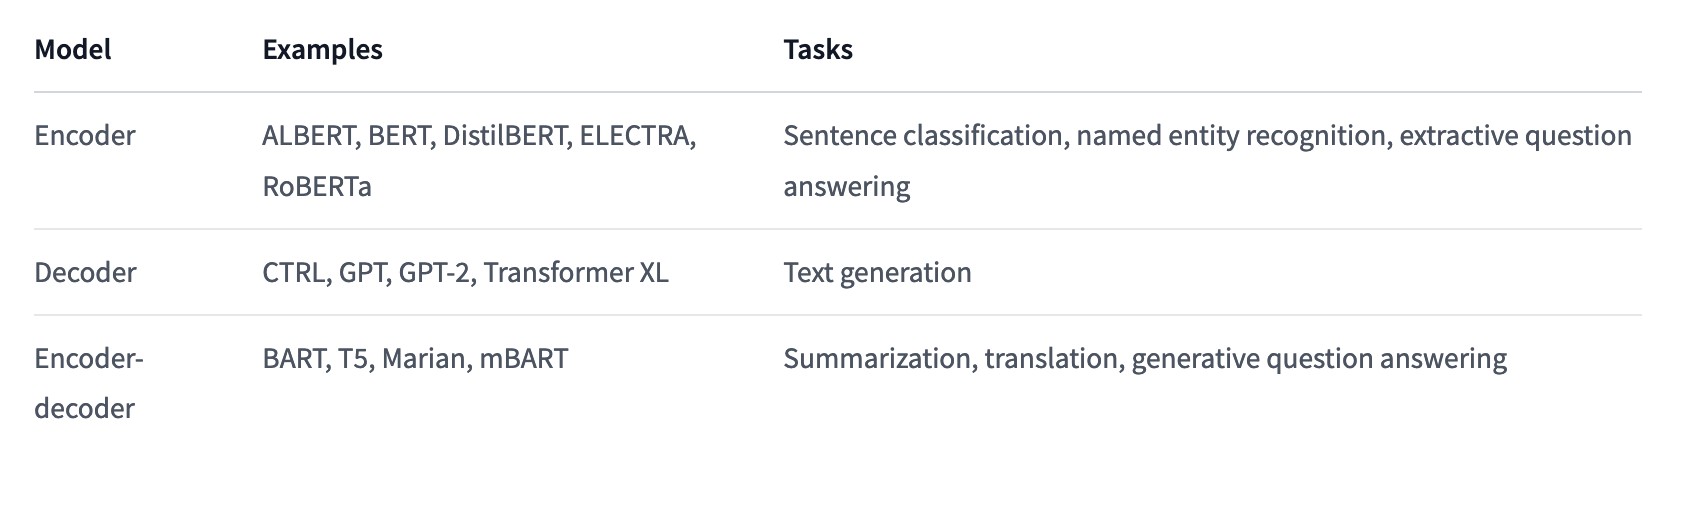 Model Examples Tasks
Encoder ALBERT, BERT, DistilBERT, ELECTRA, Sentence classification, named entity recognition, extractive question
RoBERTa answering
Decoder CTRL, GPT, GPT-2, Transformer XL Text generation
Encoder- BART, T5, Marian, mBART Summarization, translation, generative question answering
decoder